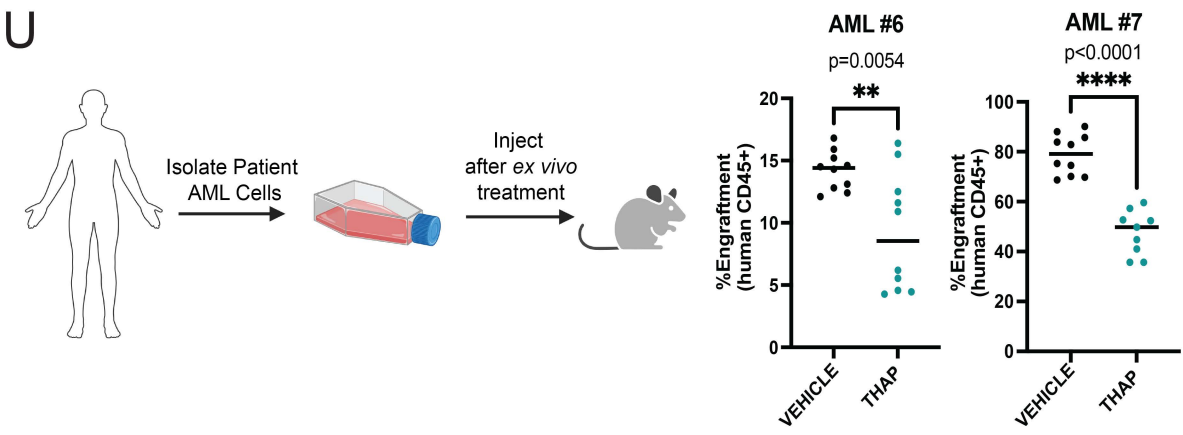 U
Isolate Patient
AML Cells
Inject
after ex vivo
treatment
AML #6
p=0.0054
**
%Engraftment
(human CD45+)
20
15
10
5
0
VEHICLE
THAP
AML #7
p<0.0001
****
%Engraftment
(human CD45+)
100
80
60
40
20
0
VEHICLE
THAP